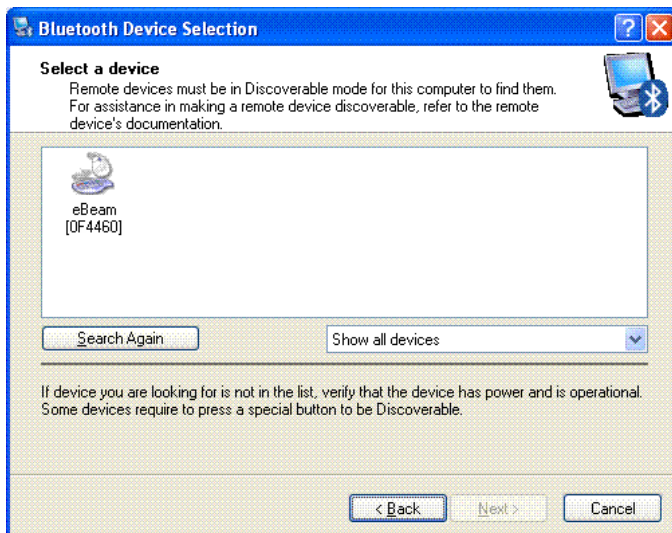 Bluetooth Device Selection
Select a device
Remote devices must be in Discoverable mode for this computer to find them.
For assistance in making a remote device discoverable, refer to the remote
device's documentation.
eBeam
[0F4460]
Search Again
Show all devices
If device you are looking for is not in the list, verify that the device has power and is operational.
Some devices require to press a special button to be Discoverable.
< Back
Next >
Cancel